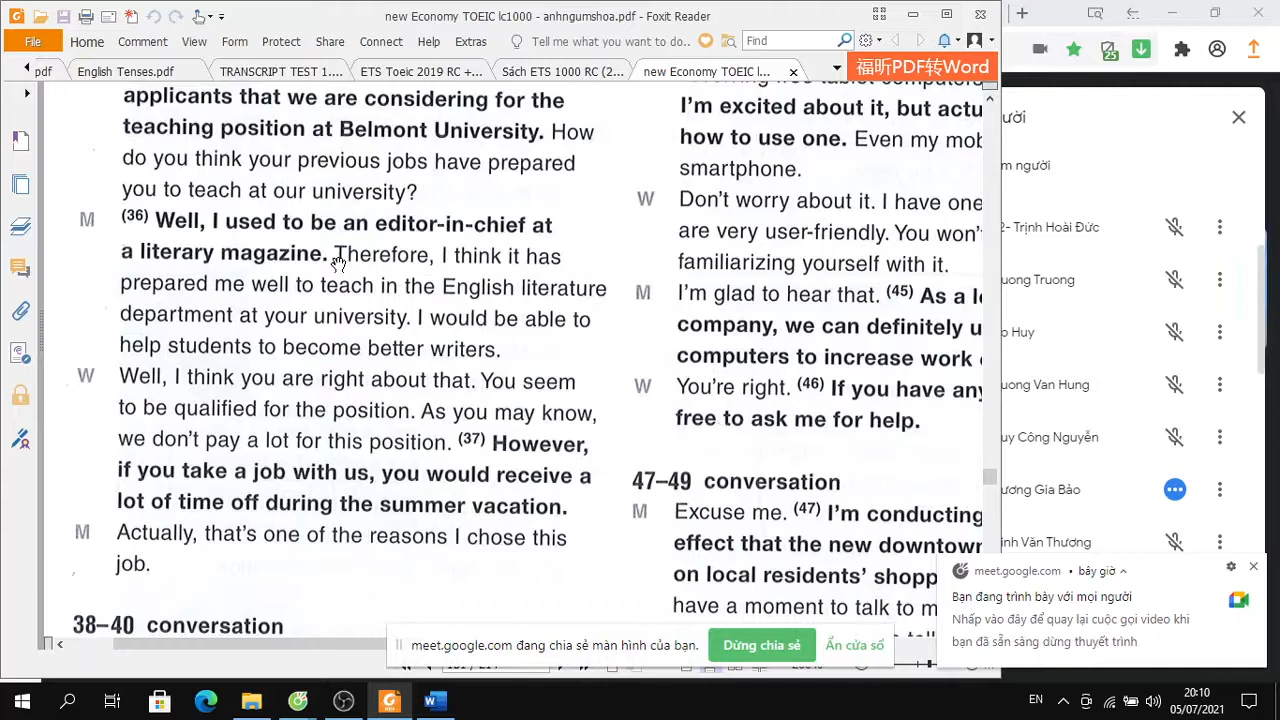 new Economy TOEIC lc1000 - anhngumshoa.pdf - Foxit Reader
File Home Comment View Form Protect Share Connect Help Extras Tell me what you want to do.. Find
.pdf English Tenses.pdf TRANSCRIPT TEST 1.... ETS Toeic 2019 RC +... Sách ETS 1000 RC (2... new Economy TOEIC l... 福昕PDF转Word
applicants that we are considering for the
teaching position at Belmont University. How
do you think your previous jobs have prepared
you to teach at our university?
M (36) Well, I used to be an editor-in-chief at
a literary magazine. Therefore, I think it has
prepared me well to teach in the English literature
department at your university. I would be able to
help students to become better writers.
W Well, I think you are right about that. You seem
to be qualified for the position. As you may know,
we don't pay a lot for this position. (37) However,
if you take a job with us, you would receive a
lot of time off during the summer vacation.
M Actually, that's one of the reasons I chose this
job.
38–40 conversation
I'm excited about it, but actu
how to use one. Even my mob
smartphone.
W Don't worry about it. I have one
are very user-friendly. You won'
familiarizing yourself with it.
M I'm glad to hear that. (45) As a l
company, we can definitely u
computers to increase work
W You're right. (46) If you have any
free to ask me for help.
47–49 conversation
M Excuse me. (47) I'm conducting
effect that the new downtown
on local residents' shopp
have a moment to talk to m
25
ười
m người
2- Trịnh Hoài Đức
uong Truong
o Huy
uong Van Hung
uy Công Nguyễn
ương Gia Bảo
inh Văn Thương
meet.google.com • bây giờ
Bạn đang trình bày với mọi người
Nhấp vào đây để quay lại cuộc gọi video khi
bạn đã sẵn sàng dừng thuyết trình
meet.google.com đang chia sẻ màn hình của bạn. Dừng chia sẻ Ẩn cửa sổ
EN 20:10
05/07/2021